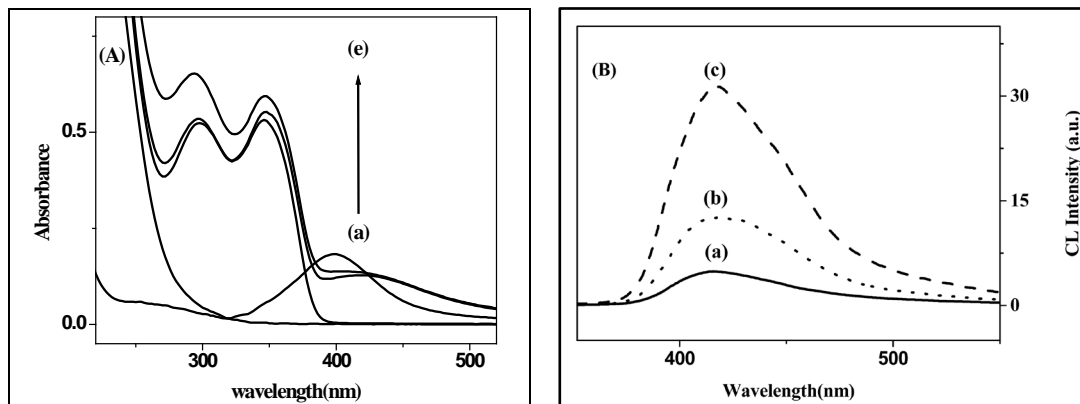 (A)
(e)
(a)
0.5
0.0
Absorbance
300
400
500
wavelength(nm)
(B)
(c)
(b)
(a)
30
15
0
CL Intensity (a.u.)
400
500
Wavelength(nm)